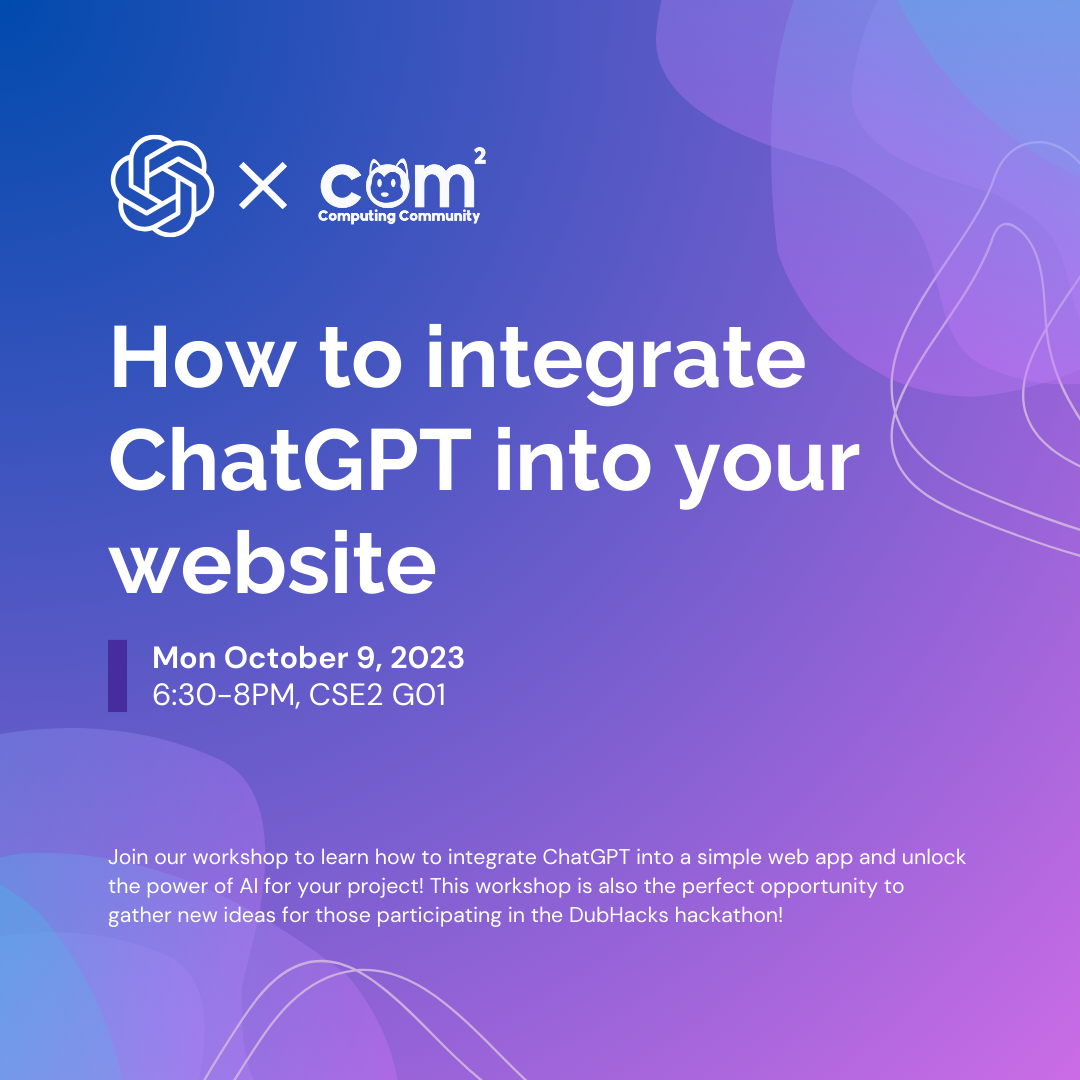 com²
Computing Community
How to integrate
ChatGPT into your
website
Mon October 9, 2023
6:30-8PM, CSE2 G01
Join our workshop to learn how to integrate ChatGPT into a simple web app and unlock
the power of AI for your project! This workshop is also the perfect opportunity to
gather new ideas for those participating in the DubHacks hackathon!